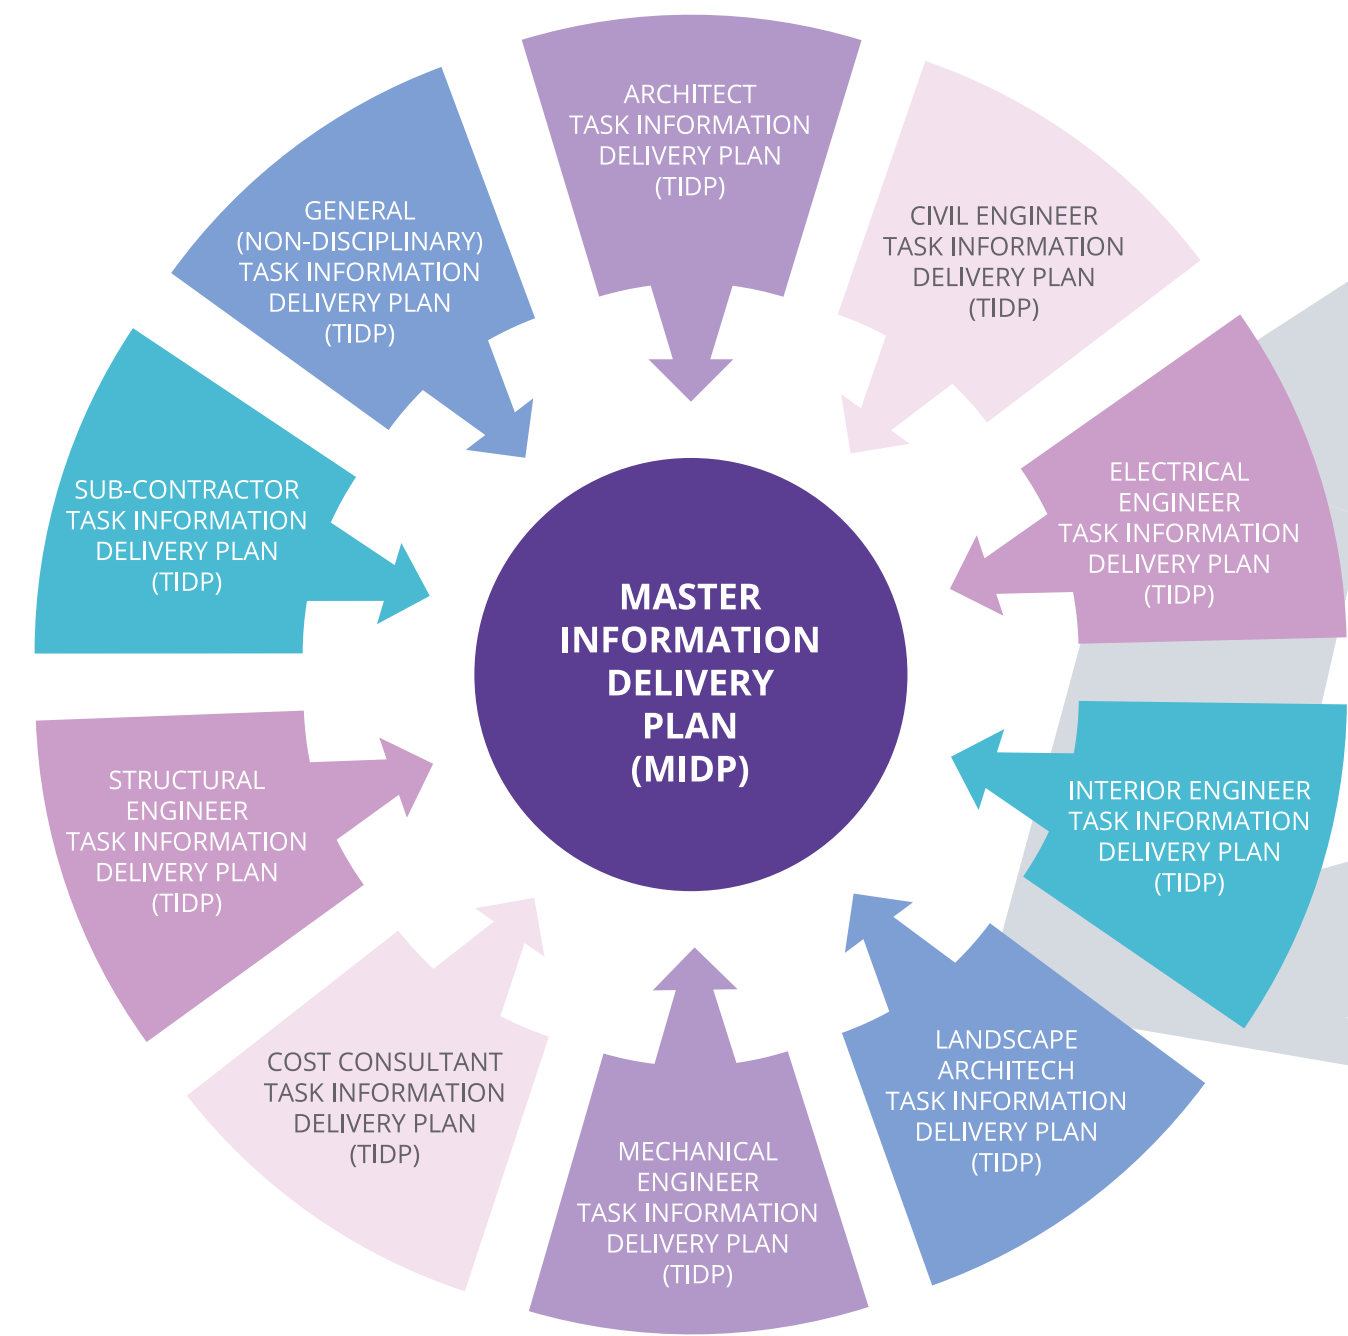 ARCHITECT
TASK INFORMATION
DELIVERY PLAN
(TIDP)
CIVIL ENGINEER
TASK INFORMATION
DELIVERY PLAN
(TIDP)
ELECTRICAL
ENGINEER
TASK INFORMATION
DELIVERY PLAN
(TIDP)
INTERIOR ENGINEER
TASK INFORMATION
DELIVERY PLAN
(TIDP)
LANDSCAPE
ARCHITECH
TASK INFORMATION
DELIVERY PLAN
(TIDP)
MECHANICAL
ENGINEER
TASK INFORMATION
DELIVERY PLAN
(TIDP)
COST CONSULTANT
TASK INFORMATION
DELIVERY PLAN
(TIDP)
STRUCTURAL
ENGINEER
TASK INFORMATION
DELIVERY PLAN
(TIDP)
SUB-CONTRACTOR
TASK INFORMATION
DELIVERY PLAN
(TIDP)
GENERAL
(NON-DISCIPLINARY)
TASK INFORMATION
DELIVERY PLAN
(TIDP)
MASTER
INFORMATION
DELIVERY
PLAN
(MIDP)